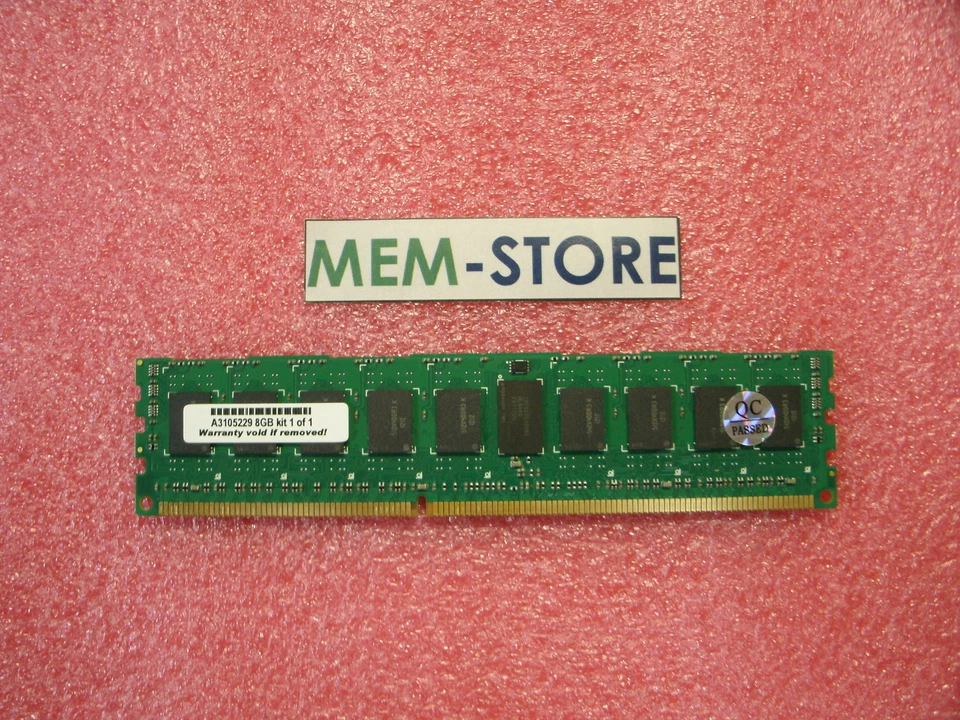 MEM-STORE
A3105229 8GB kit 1 of 1
Warranty void if removed!
QC
PASSED